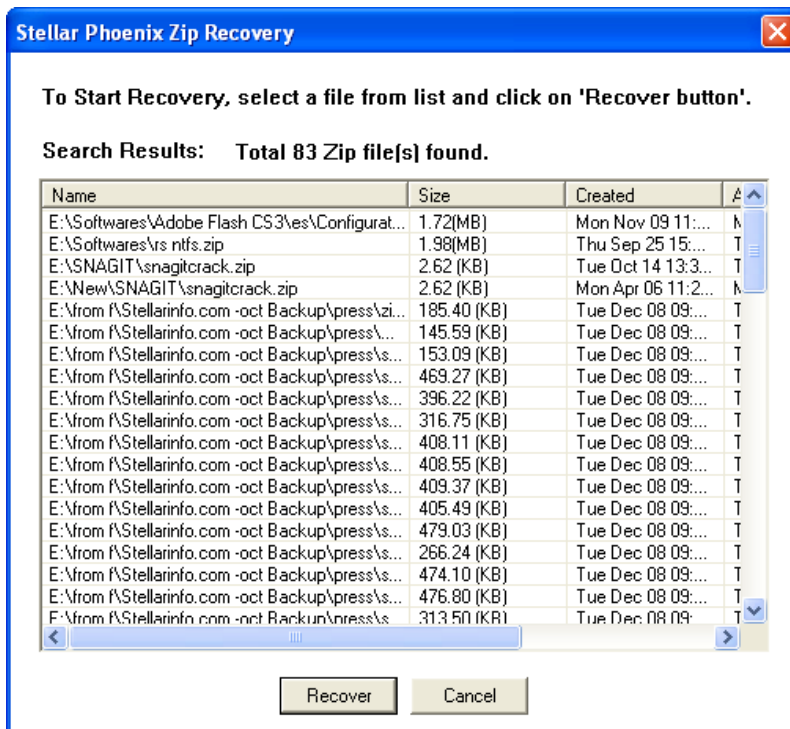 Stellar Phoenix Zip Recovery
To Start Recovery, select a file from list and click on 'Recover button'.
Search Results: Total 83 Zip file(s) found.
Name Size Created A
E:\Softwares\Adobe Flash CS3\es\Configurat... 1.72(MB) Mon Nov 09 11:... M
E:\Softwares\rs ntfs.zip 1.98(MB) Thu Sep 25 15:... T
E:\SNAGIT\snagitcrack.zip 2.62 (KB) Tue Oct 14 13:3... T
E:\New\SNAGIT\snagitcrack.zip 2.62 (KB) Mon Apr 06 11:2... M
E:\from f\Stellarinfo.com -oct Backup\press\zi... 185.40 (KB) Tue Dec 08 09:... T
E:\from f\Stellarinfo.com -oct Backup\press\... 145.59 (KB) Tue Dec 08 09:... T
E:\from f\Stellarinfo.com -oct Backup\press\s... 153.09 (KB) Tue Dec 08 09:... T
E:\from f\Stellarinfo.com -oct Backup\press\s... 469.27 (KB) Tue Dec 08 09:... T
E:\from f\Stellarinfo.com -oct Backup\press\s... 396.22 (KB) Tue Dec 08 09:... T
E:\from f\Stellarinfo.com -oct Backup\press\s... 316.75 (KB) Tue Dec 08 09:... T
E:\from f\Stellarinfo.com -oct Backup\press\s... 408.11 (KB) Tue Dec 08 09:... T
E:\from f\Stellarinfo.com -oct Backup\press\s... 408.55 (KB) Tue Dec 08 09:... T
E:\from f\Stellarinfo.com -oct Backup\press\s... 409.37 (KB) Tue Dec 08 09:... T
E:\from f\Stellarinfo.com -oct Backup\press\s... 405.49 (KB) Tue Dec 08 09:... T
E:\from f\Stellarinfo.com -oct Backup\press\s... 479.03 (KB) Tue Dec 08 09:... T
E:\from f\Stellarinfo.com -oct Backup\press\s... 266.24 (KB) Tue Dec 08 09:... T
E:\from f\Stellarinfo.com -oct Backup\press\s... 474.10 (KB) Tue Dec 08 09:... T
E:\from f\Stellarinfo.com -oct Backup\press\s... 476.80 (KB) Tue Dec 08 09:... T
E:\from f\Stellarinfo.com -oct Backup\press\s... 313.50 (KB) Tue Dec 08 09:... T
Recover Cancel